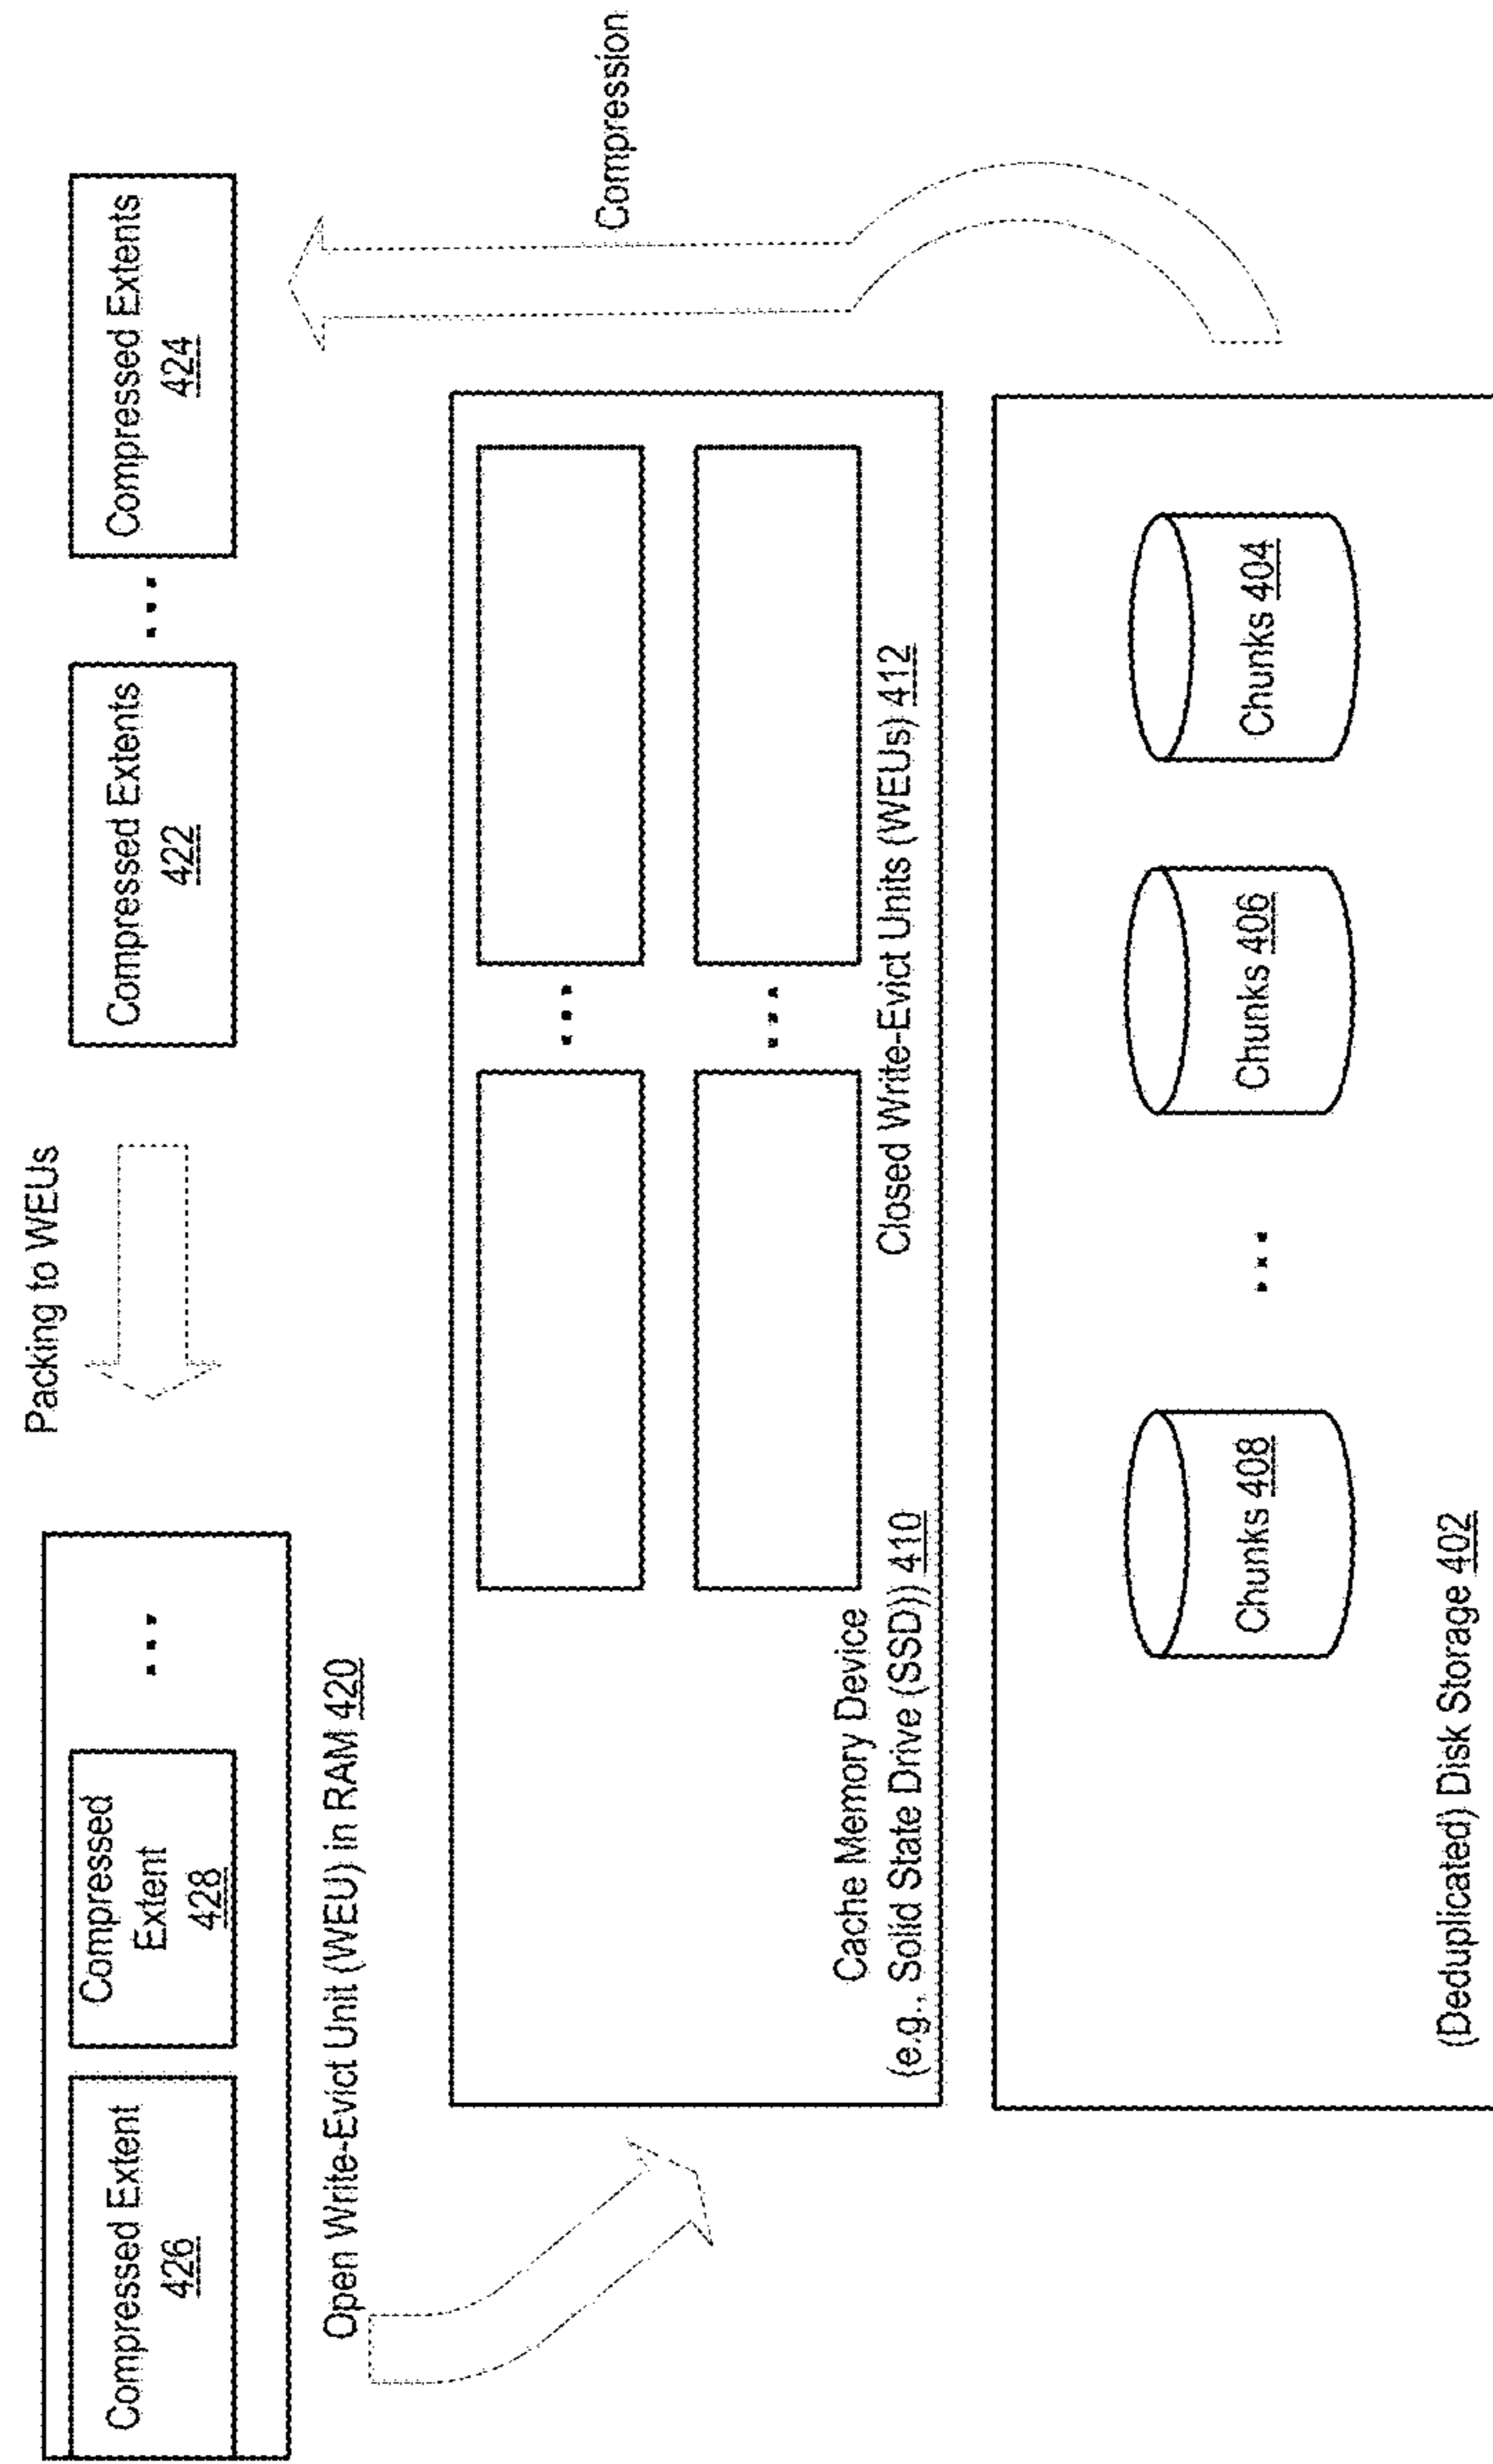 Packing to WEUs
Compressed Extent
426
Compressed
Extent
428
...
Compressed Extents
422
...
Compressed Extents
424
Open Write-Evict Unit (WEU) in RAM 420
Compression
...
...
Cache Memory Device
(e.g., Solid State Drive (SSD)) 410
Closed Write-Evict Units (WEUs) 412
Chunks 408
...
Chunks 406
Chunks 404
(Deduplicated) Disk Storage 402